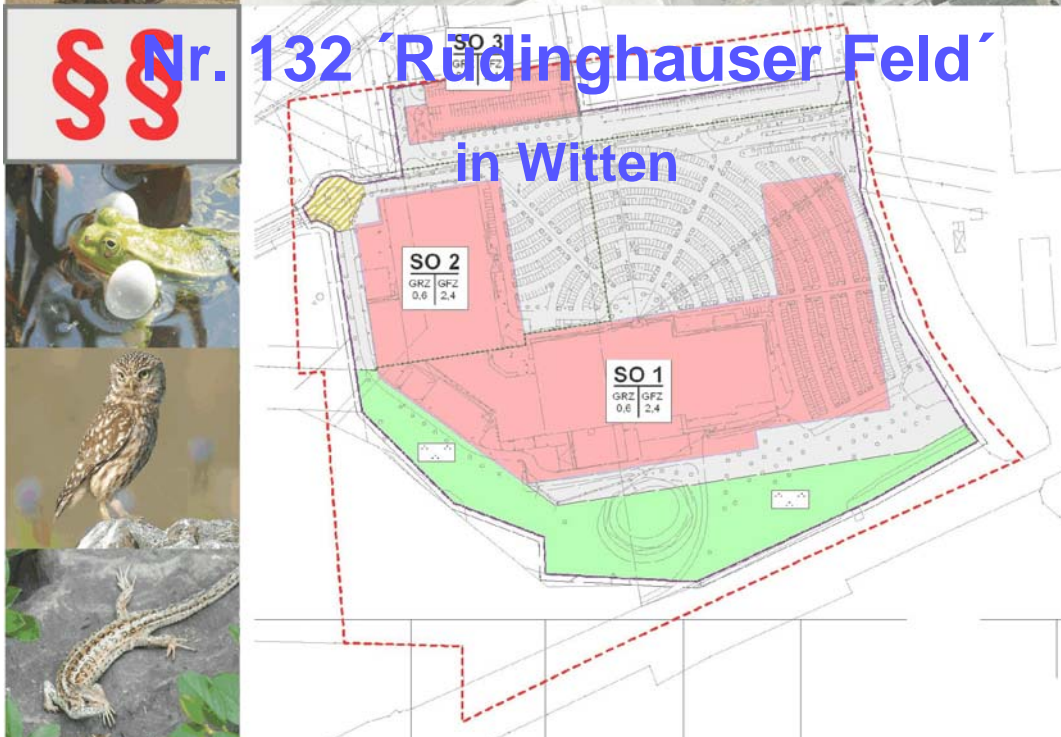 §§
Nr. 132 ´Rüdinghauser Feld´
in Witten
SO 3
SO 2
GRZ GFZ
0,6 2,4
SO 1
GRZ GFZ
0,6 2,4